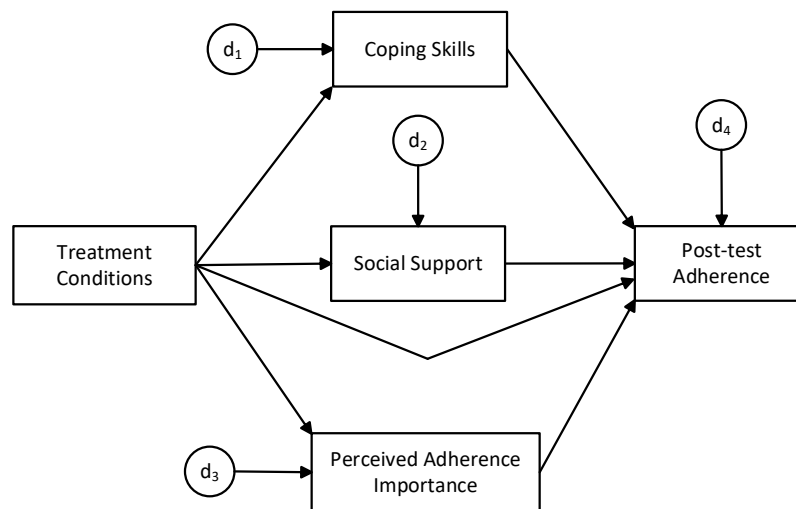 d₁
Coping Skills
d₂
d₄
Treatment
Conditions
Social Support
Post-test
Adherence
d₃
Perceived Adherence
Importance